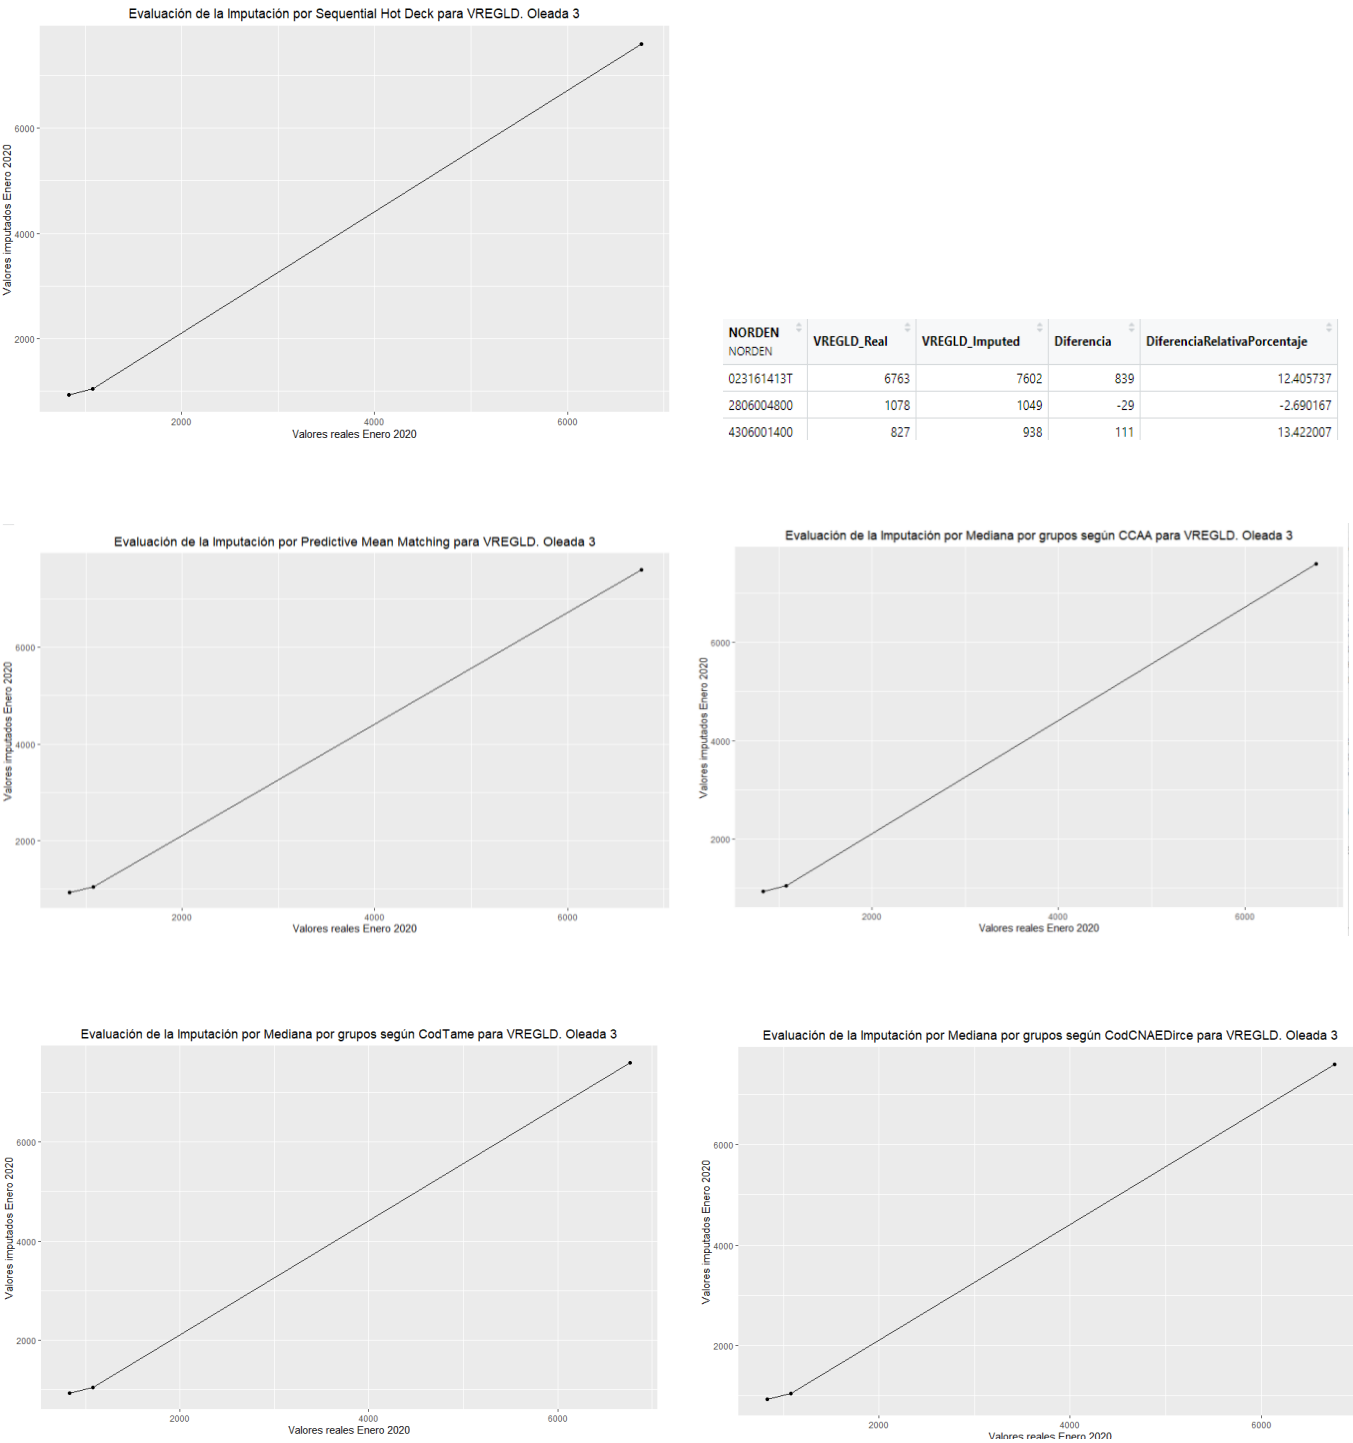 Evaluación de la Imputación por Sequential Hot Deck para VREGLD. Oleada 3
Valores imputados Enero 2020
6000
4000
2000
2000 4000 6000
Valores reales Enero 2020
NORDEN VREGLD_Real VREGLD_Imputed Diferencia DiferenciaRelativaPorcentaje
NORDEN
023161413T 6763 7602 839 12.405737
2806004800 1078 1049 -29 -2.690167
4306001400 827 938 111 13.422007
Evaluación de la Imputación por Predictive Mean Matching para VREGLD. Oleada 3
Valores imputados Enero 2020
6000
4000
2000
2000 4000 6000
Valores reales Enero 2020
Evaluación de la Imputación por Mediana por grupos según CCAA para VREGLD. Oleada 3
Valores imputados Enero 2020
6000
4000
2000
2000 4000 6000
Valores reales Enero 2020
Evaluación de la Imputación por Mediana por grupos según CodTame para VREGLD. Oleada 3
Valores imputados Enero 2020
6000
4000
2000
2000 4000 6000
Valores reales Enero 2020
Evaluación de la Imputación por Mediana por grupos según CodCNAEDirce para VREGLD. Oleada 3
Valores imputados Enero 2020
6000
4000
2000
2000 4000 6000
Valores reales Enero 2020